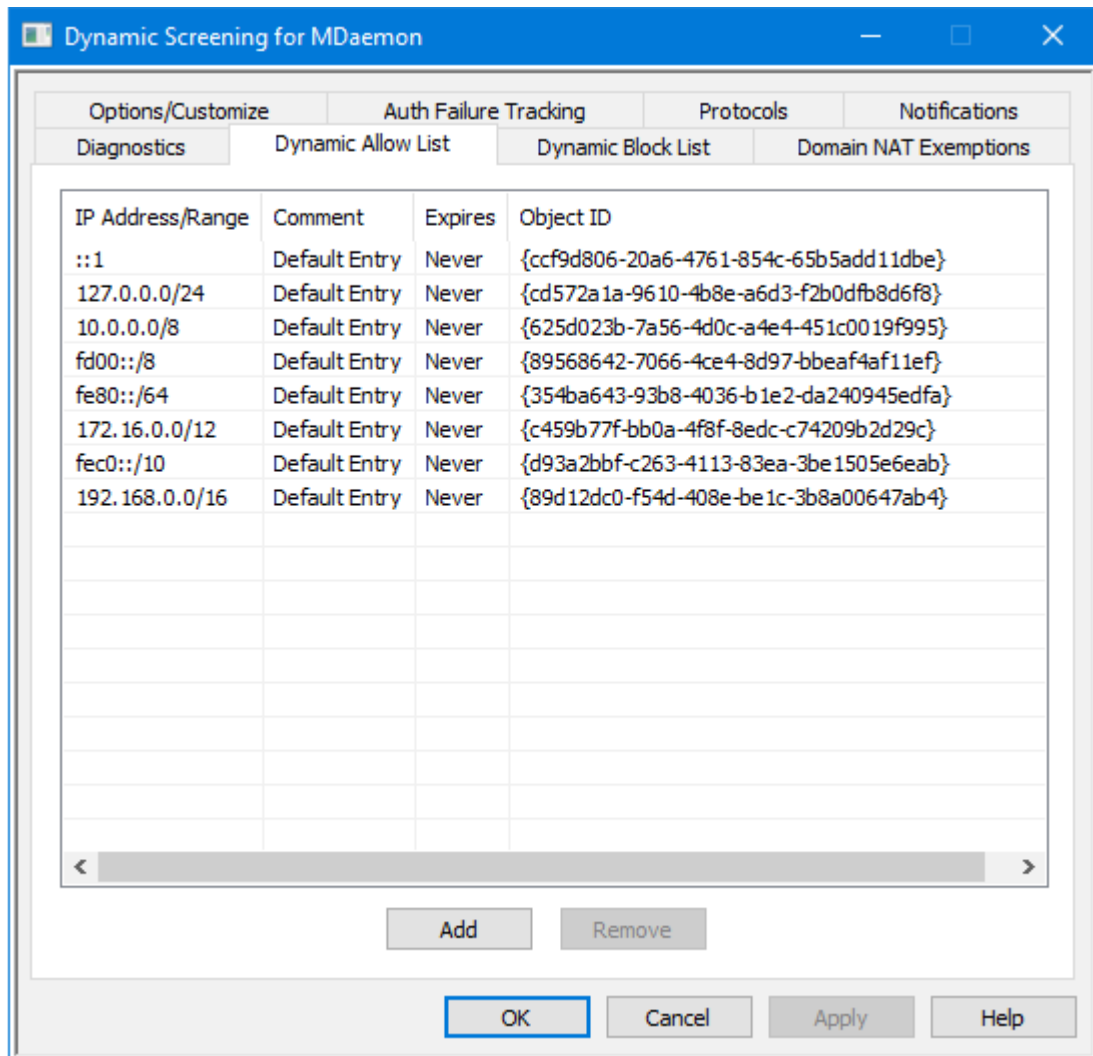 Dynamic Screening for MDaemon
Options/Customize Auth Failure Tracking Protocols Notifications
Diagnostics Dynamic Allow List Dynamic Block List Domain NAT Exemptions
IP Address/Range Comment Expires Object ID
::1 Default Entry Never {ccf9d806-20a6-4761-854c-65b5add11dbe}
127.0.0.0/24 Default Entry Never {cd572a1a-9610-4b8e-a6d3-f2b0dfb8d6f8}
10.0.0.0/8 Default Entry Never {625d023b-7a56-4d0c-a4e4-451c0019f995}
fd00::/8 Default Entry Never {89568642-7066-4ce4-8d97-bbeaf4af11ef}
fe80::/64 Default Entry Never {354ba643-93b8-4036-b1e2-da240945edfa}
172.16.0.0/12 Default Entry Never {c459b77f-bb0a-4f8f-8edc-c74209b2d29c}
fec0::/10 Default Entry Never {d93a2bbf-c263-4113-83ea-3be1505e6eab}
192.168.0.0/16 Default Entry Never {89d12dc0-f54d-408e-be1c-3b8a00647ab4}
Add Remove
OK Cancel Apply Help